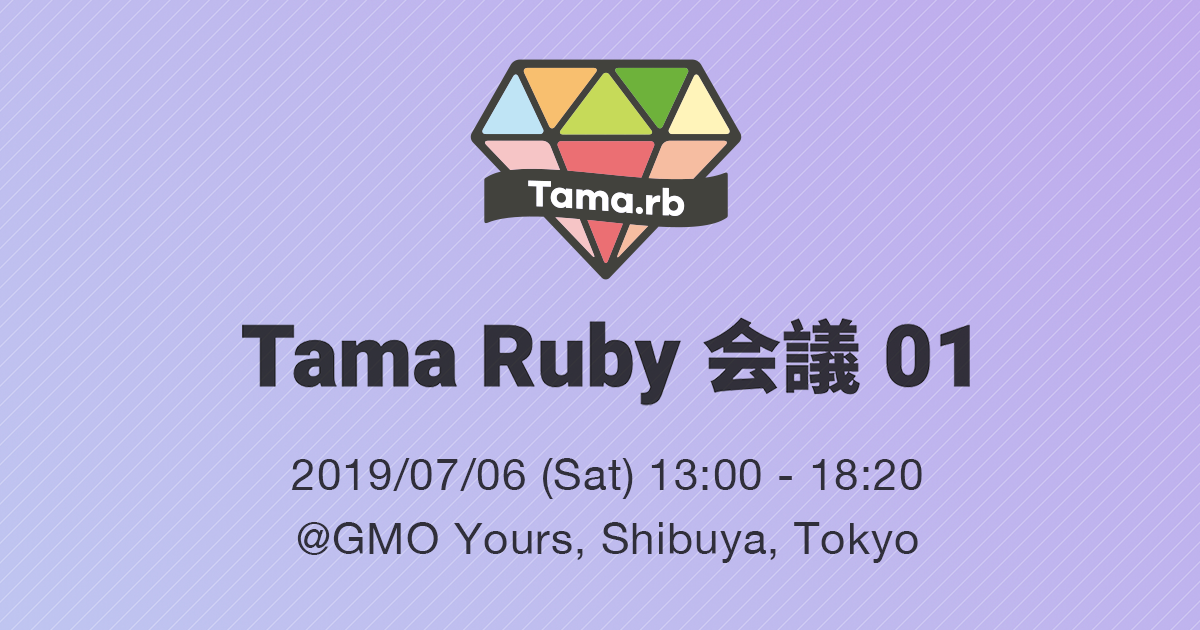 Tama.rb
Tama Ruby 会議 01
2019/07/06 (Sat) 13:00 - 18:20
@GMO Yours, Shibuya, Tokyo